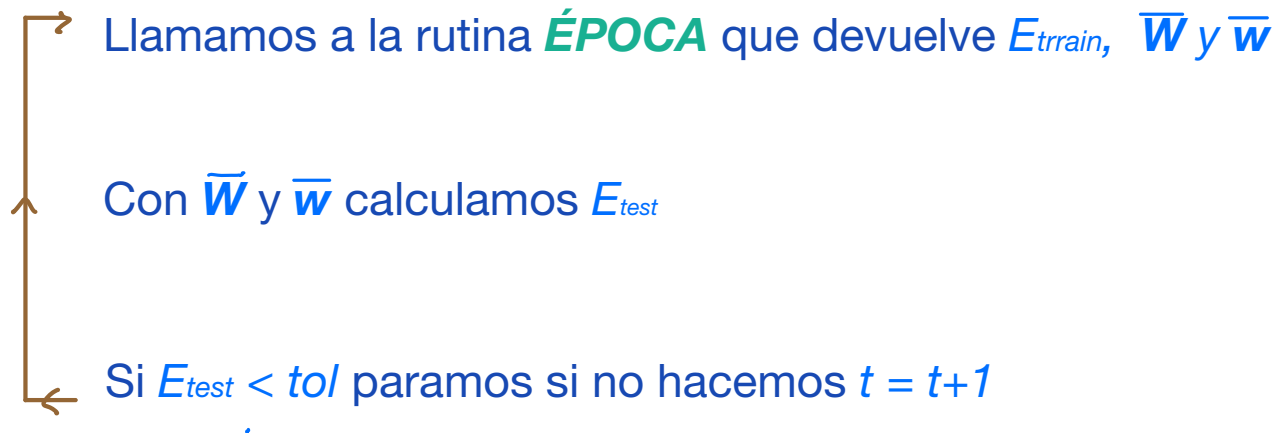 Llamamos a la rutina ÉPOCA que devuelve Etrrain, W y w
Con W y w calculamos Etest
Si Etest < tol paramos si no hacemos t = t+1